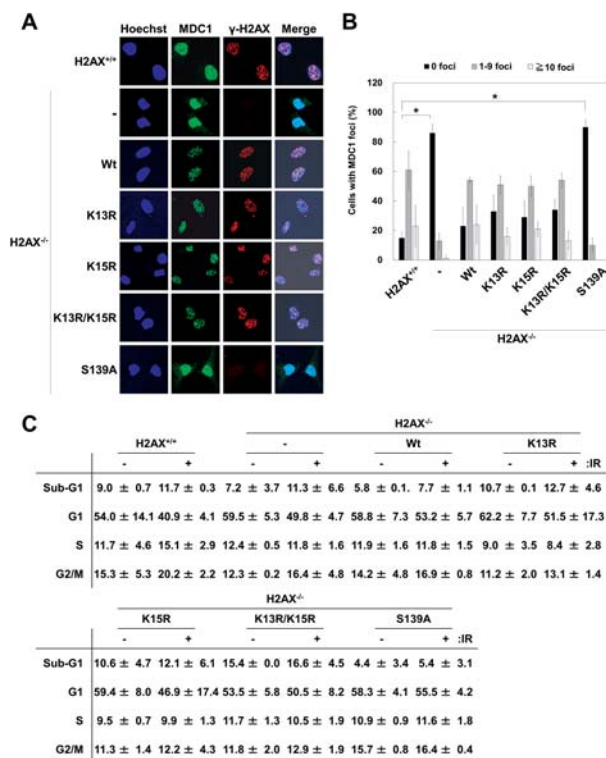 A
Hoechst MDC1 γ-H2AX Merge
H2AX+/+
H2AX-/-
-
Wt
K13R
K15R
K13R/K15R
S139A
B
■ 0 foci ■ 1-9 foci □ ≧ 10 foci
Cells with MDC1 foci (%)
120
100
80
60
40
20
0
* *
H2AX+/+ - Wt K13R K15R K13R/K15R S139A
H2AX-/-
C
H2AX-/-
H2AX+/+ - Wt K13R
- + - + - + - + :IR
Sub-G1 9.0 ± 0.7 11.7 ± 0.3 7.2 ± 3.7 11.3 ± 6.6 5.8 ± 0.1. 7.7 ± 1.1 10.7 ± 0.1 12.7 ± 4.6
G1 54.0 ± 14.1 40.9 ± 4.1 59.5 ± 5.3 49.8 ± 4.7 58.8 ± 7.3 53.2 ± 5.7 62.2 ± 7.7 51.5 ± 17.3
S 11.7 ± 4.6 15.1 ± 2.9 12.4 ± 0.5 11.8 ± 1.6 11.9 ± 1.6 11.8 ± 1.5 9.0 ± 3.5 8.4 ± 2.8
G2/M 15.3 ± 5.3 20.2 ± 2.2 12.3 ± 0.2 16.4 ± 4.8 14.2 ± 4.8 16.9 ± 0.8 11.2 ± 2.0 13.1 ± 1.4
H2AX-/-
K15R K13R/K15R S139A
- + - + - + :IR
Sub-G1 10.6 ± 4.7 12.1 ± 6.1 15.4 ± 0.0 16.6 ± 4.5 4.4 ± 3.4 5.4 ± 3.1
G1 59.4 ± 8.0 46.9 ± 17.4 53.5 ± 5.8 50.5 ± 8.2 58.3 ± 4.1 55.5 ± 4.2
S 9.5 ± 0.7 9.9 ± 1.3 11.7 ± 1.3 10.5 ± 1.9 10.9 ± 0.9 11.6 ± 1.8
G2/M 11.3 ± 1.4 12.2 ± 4.3 11.8 ± 2.0 12.9 ± 1.9 15.7 ± 0.8 16.4 ± 0.4